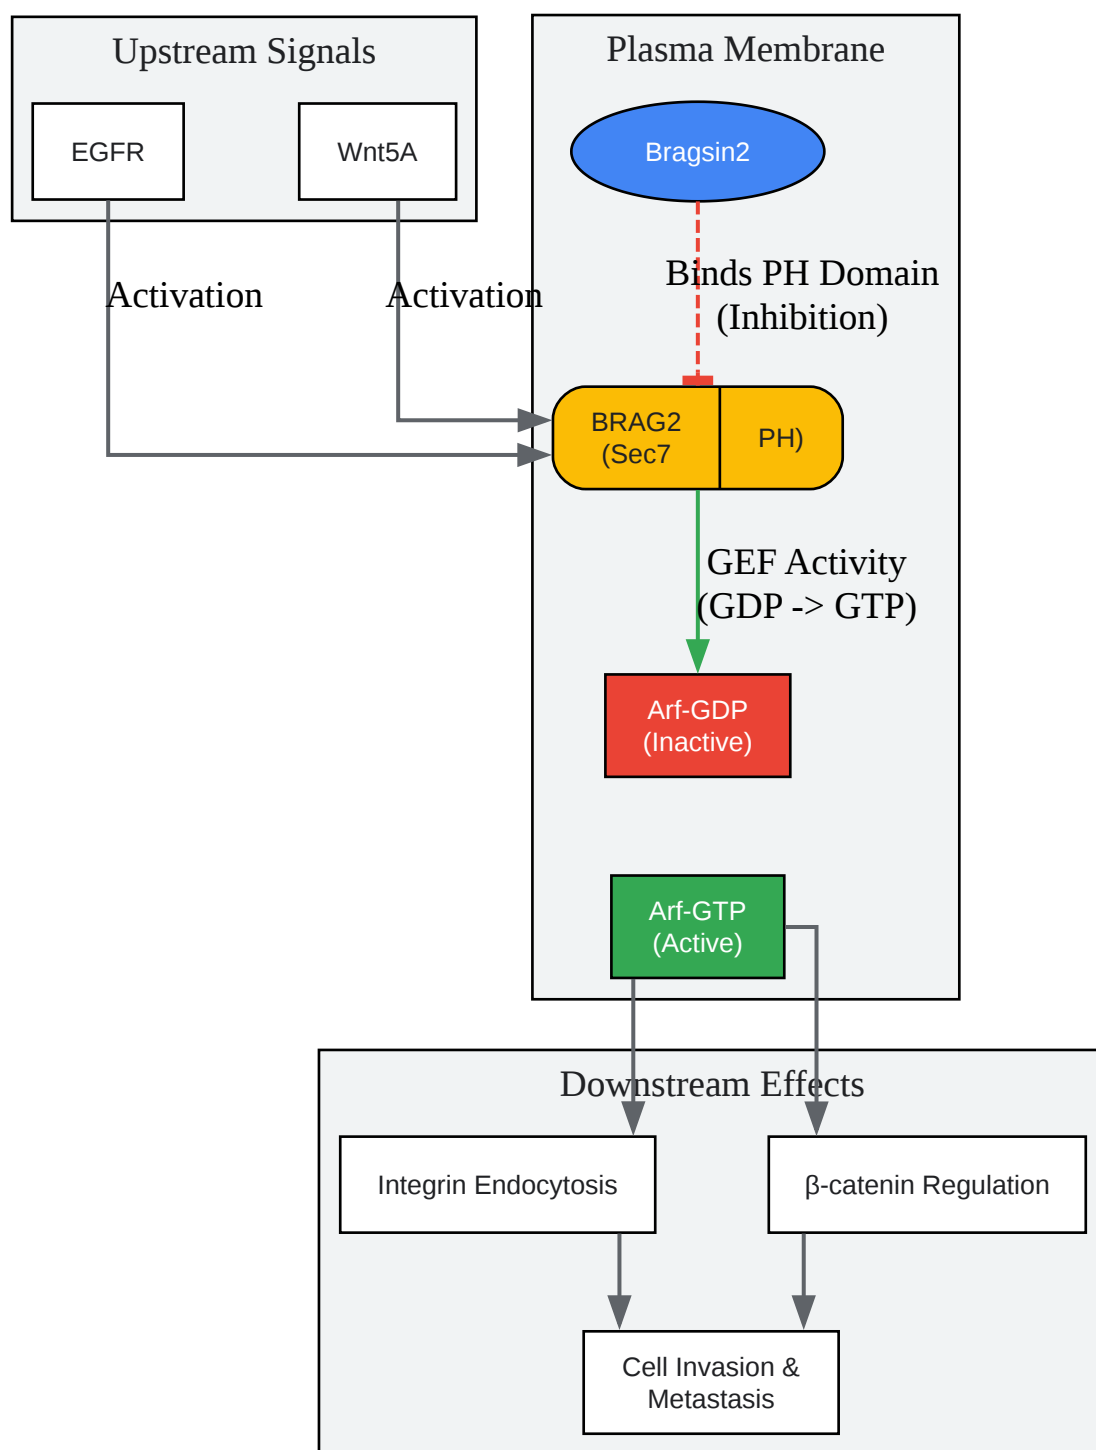 Upstream Signals
Plasma Membrane
EGFR
Wnt5A
Bragsin2
Activation
Activation
Binds PH Domain
(Inhibition)
BRAG2
(Sec7
PH)
GEF Activity
(GDP -> GTP)
Arf-GDP
(Inactive)
Arf-GTP
(Active)
Downstream Effects
Integrin Endocytosis
β-catenin Regulation
Cell Invasion &
Metastasis